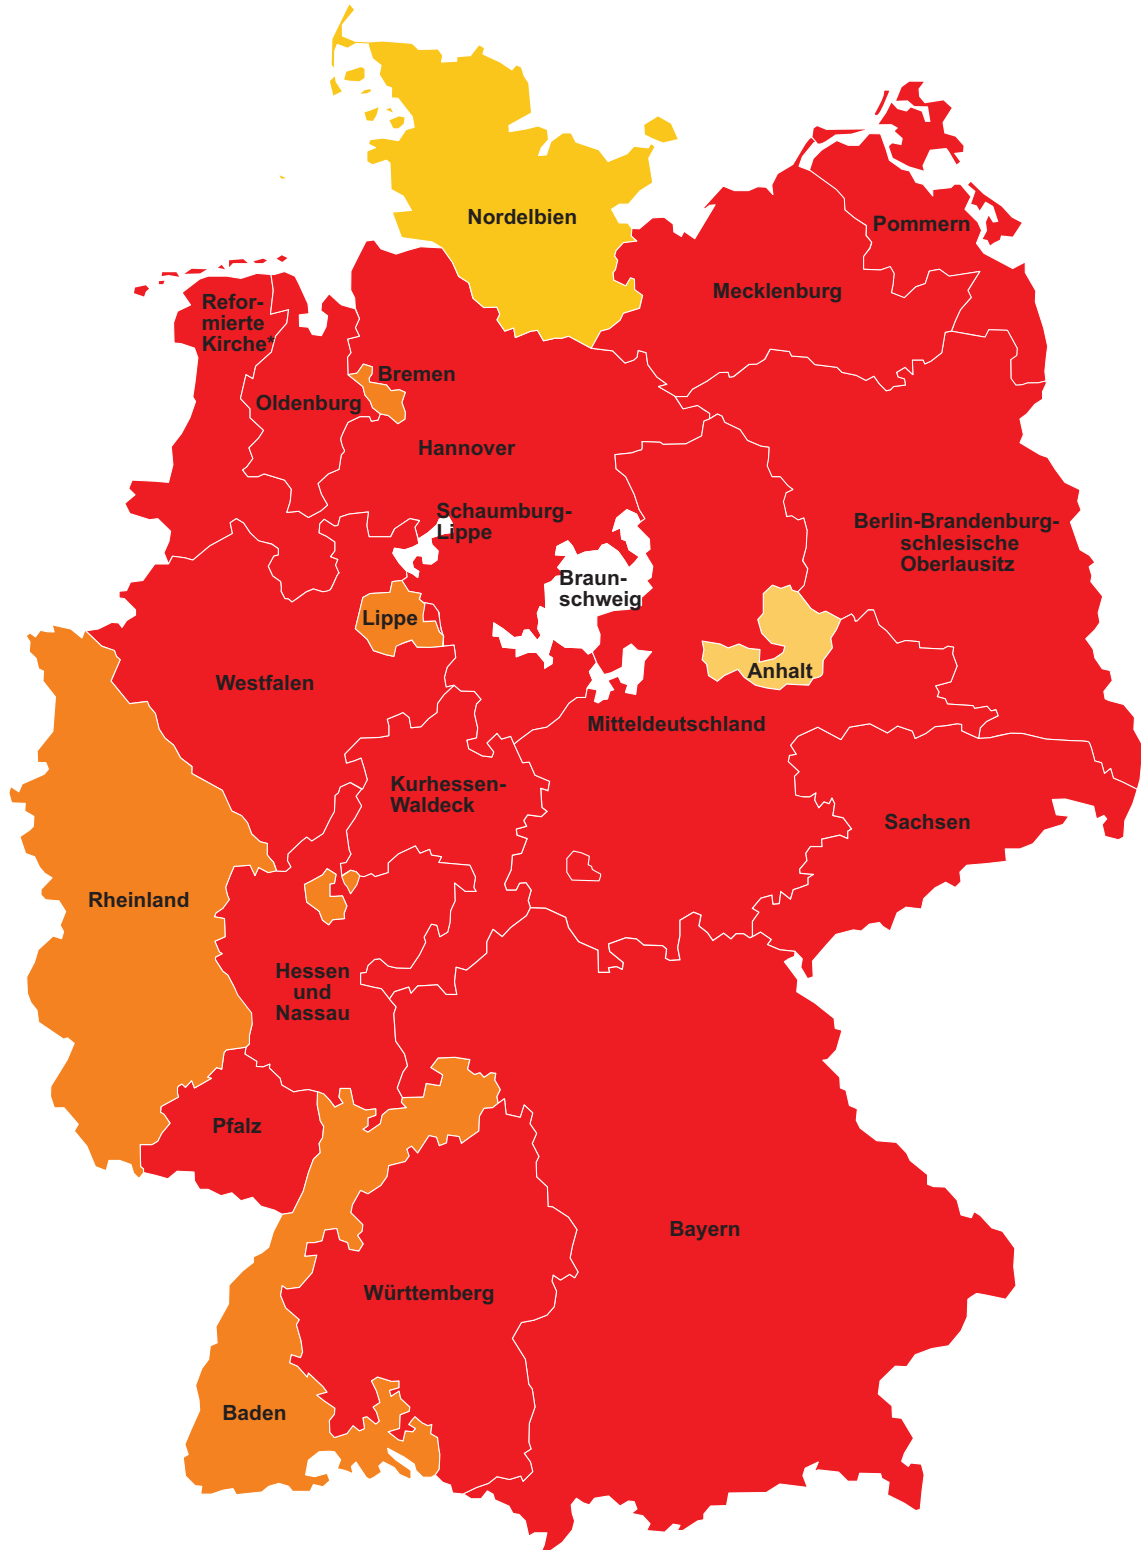 Nordelbien
Pommern
Mecklenburg
Refor-
mierte
Kirche*
Bremen
Oldenburg
Hannover
Schaumburg-
Lippe
Berlin-Brandenburg-
schlesische
Oberlausitz
Braun-
schweig
Lippe
Anhalt
Westfalen
Mitteldeutschland
Kurhessen-
Waldeck
Sachsen
Rheinland
Hessen
und
Nassau
Pfalz
Bayern
Württemberg
Baden